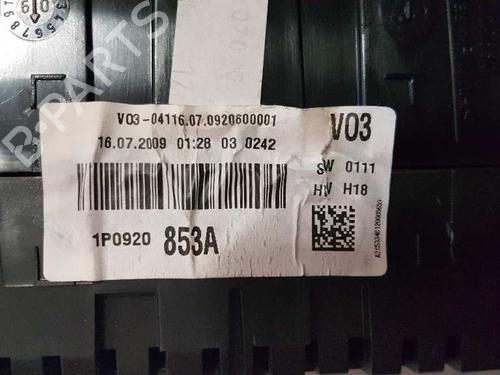 V03-04116.07.0920600001
V03
16.07.2009 01:28 03 0242
SW 0111
HW H18
1P0920 853A
B-PARTS